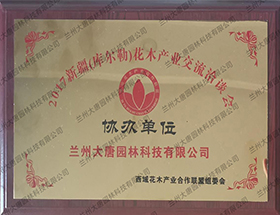 2017新疆(库尔勒)花木产业交流洽谈会
协办单位
兰州大唐园林科技有限公司
西域花木产业合作联盟组委会